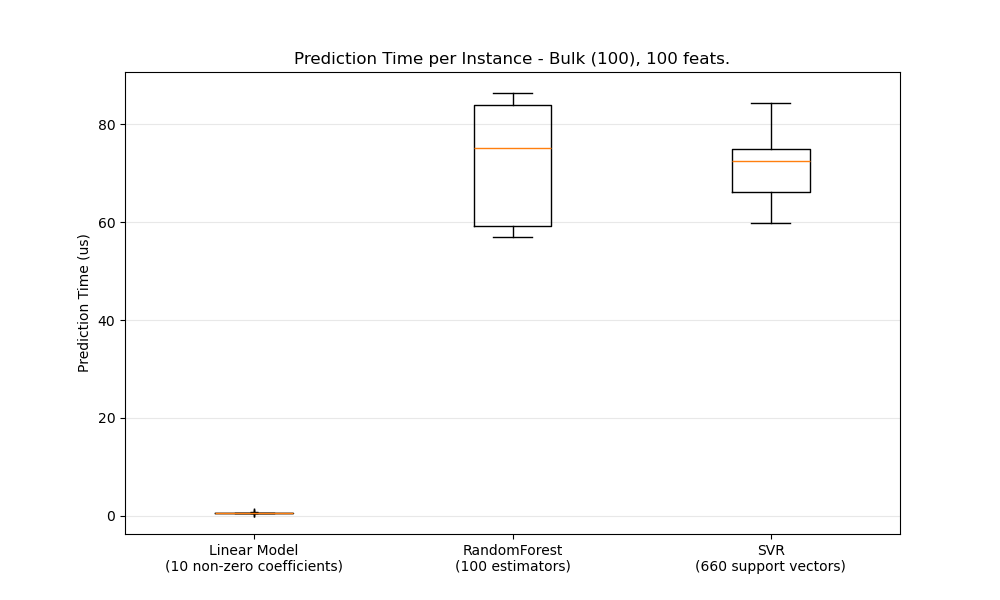 Prediction Time per Instance - Bulk (100), 100 feats.
Prediction Time (us)
80
60
40
20
0
Linear Model
(10 non-zero coefficients)
RandomForest
(100 estimators)
SVR
(660 support vectors)